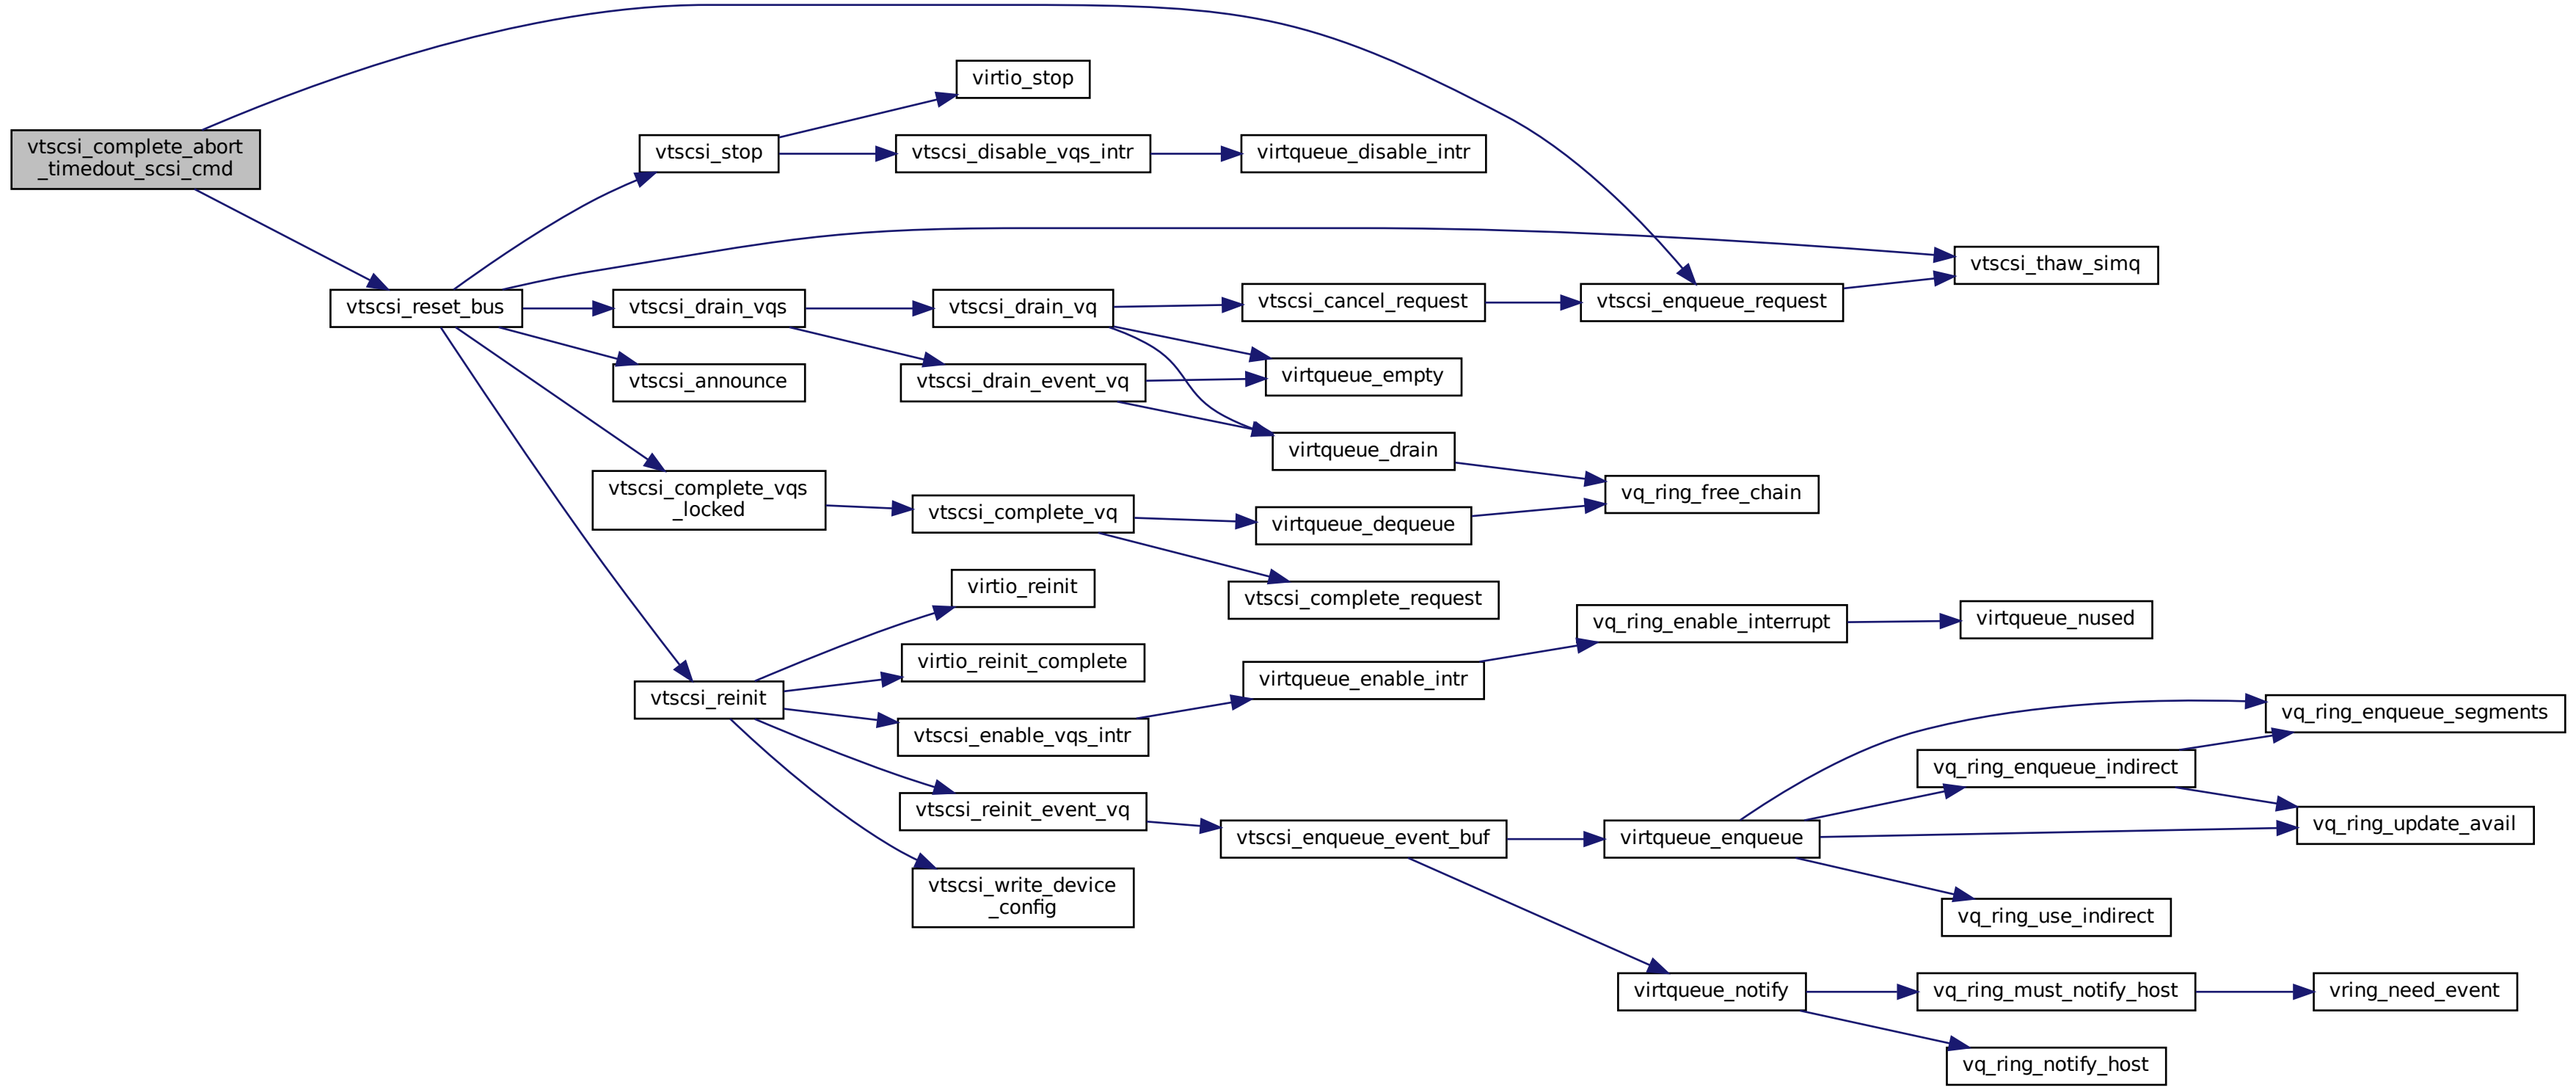 vtscsi_complete_abort
_timedout_scsi_cmd
virtio_stop
vtscsi_stop
vtscsi_disable_vqs_intr
virtqueue_disable_intr
vtscsi_thaw_simq
vtscsi_reset_bus
vtscsi_drain_vqs
vtscsi_drain_vq
vtscsi_cancel_request
vtscsi_enqueue_request
vtscsi_announce
vtscsi_drain_event_vq
virtqueue_empty
virtqueue_drain
vtscsi_complete_vqs
_locked
vtscsi_complete_vq
virtqueue_dequeue
vq_ring_free_chain
vtscsi_complete_request
virtio_reinit
virtio_reinit_complete
vtscsi_reinit
vtscsi_enable_vqs_intr
virtqueue_enable_intr
vq_ring_enable_interrupt
virtqueue_nused
vtscsi_reinit_event_vq
vtscsi_enqueue_event_buf
virtqueue_enqueue
vq_ring_enqueue_indirect
vq_ring_enqueue_segments
vq_ring_update_avail
vq_ring_use_indirect
vtscsi_write_device
_config
virtqueue_notify
vq_ring_must_notify_host
vring_need_event
vq_ring_notify_host